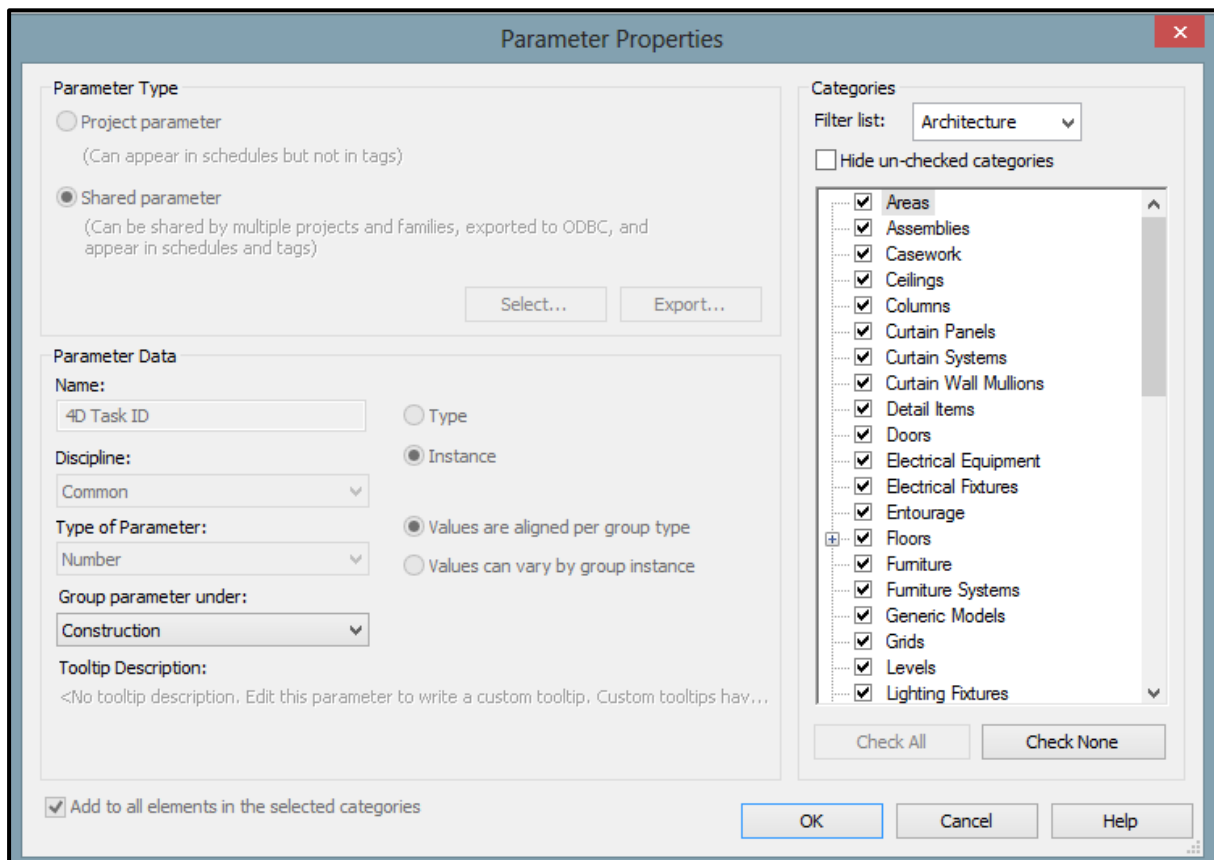 Parameter Properties
Parameter Type
Project parameter
(Can appear in schedules but not in tags)
Shared parameter
(Can be shared by multiple projects and families, exported to ODBC, and
appear in schedules and tags)
Select...
Export...
Parameter Data
Name:
4D Task ID
Type
Discipline:
Instance
Common
Type of Parameter:
Values are aligned per group type
Number
Values can vary by group instance
Group parameter under:
Construction
Tooltip Description:
<No tooltip description. Edit this parameter to write a custom tooltip. Custom tooltips hav...
Add to all elements in the selected categories
Categories
Filter list:
Architecture
Hide un-checked categories
Areas
Assemblies
Casework
Ceilings
Columns
Curtain Panels
Curtain Systems
Curtain Wall Mullions
Detail Items
Doors
Electrical Equipment
Electrical Fixtures
Entourage
Floors
Furniture
Furniture Systems
Generic Models
Grids
Levels
Lighting Fixtures
Check All
Check None
OK
Cancel
Help